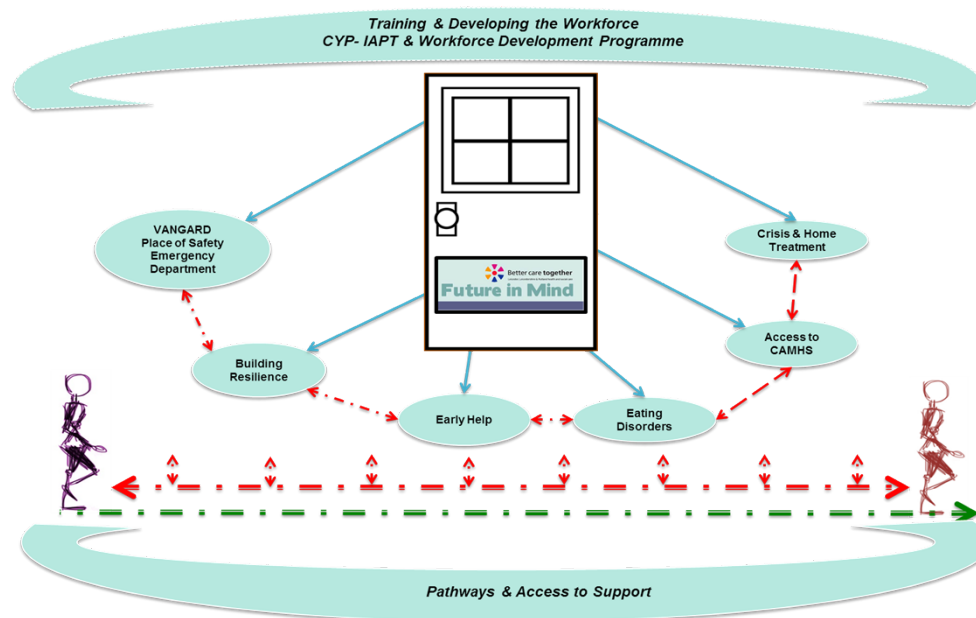 Training & Developing the Workforce
CYP- IAPT & Workforce Development Programme
VANGARD
Place of Safety
Emergency
Department
Crisis & Home
Treatment
Better care together
Future in Mind
Access to
CAMHS
Building
Resilience
Early Help
Eating
Disorders
Pathways & Access to Support